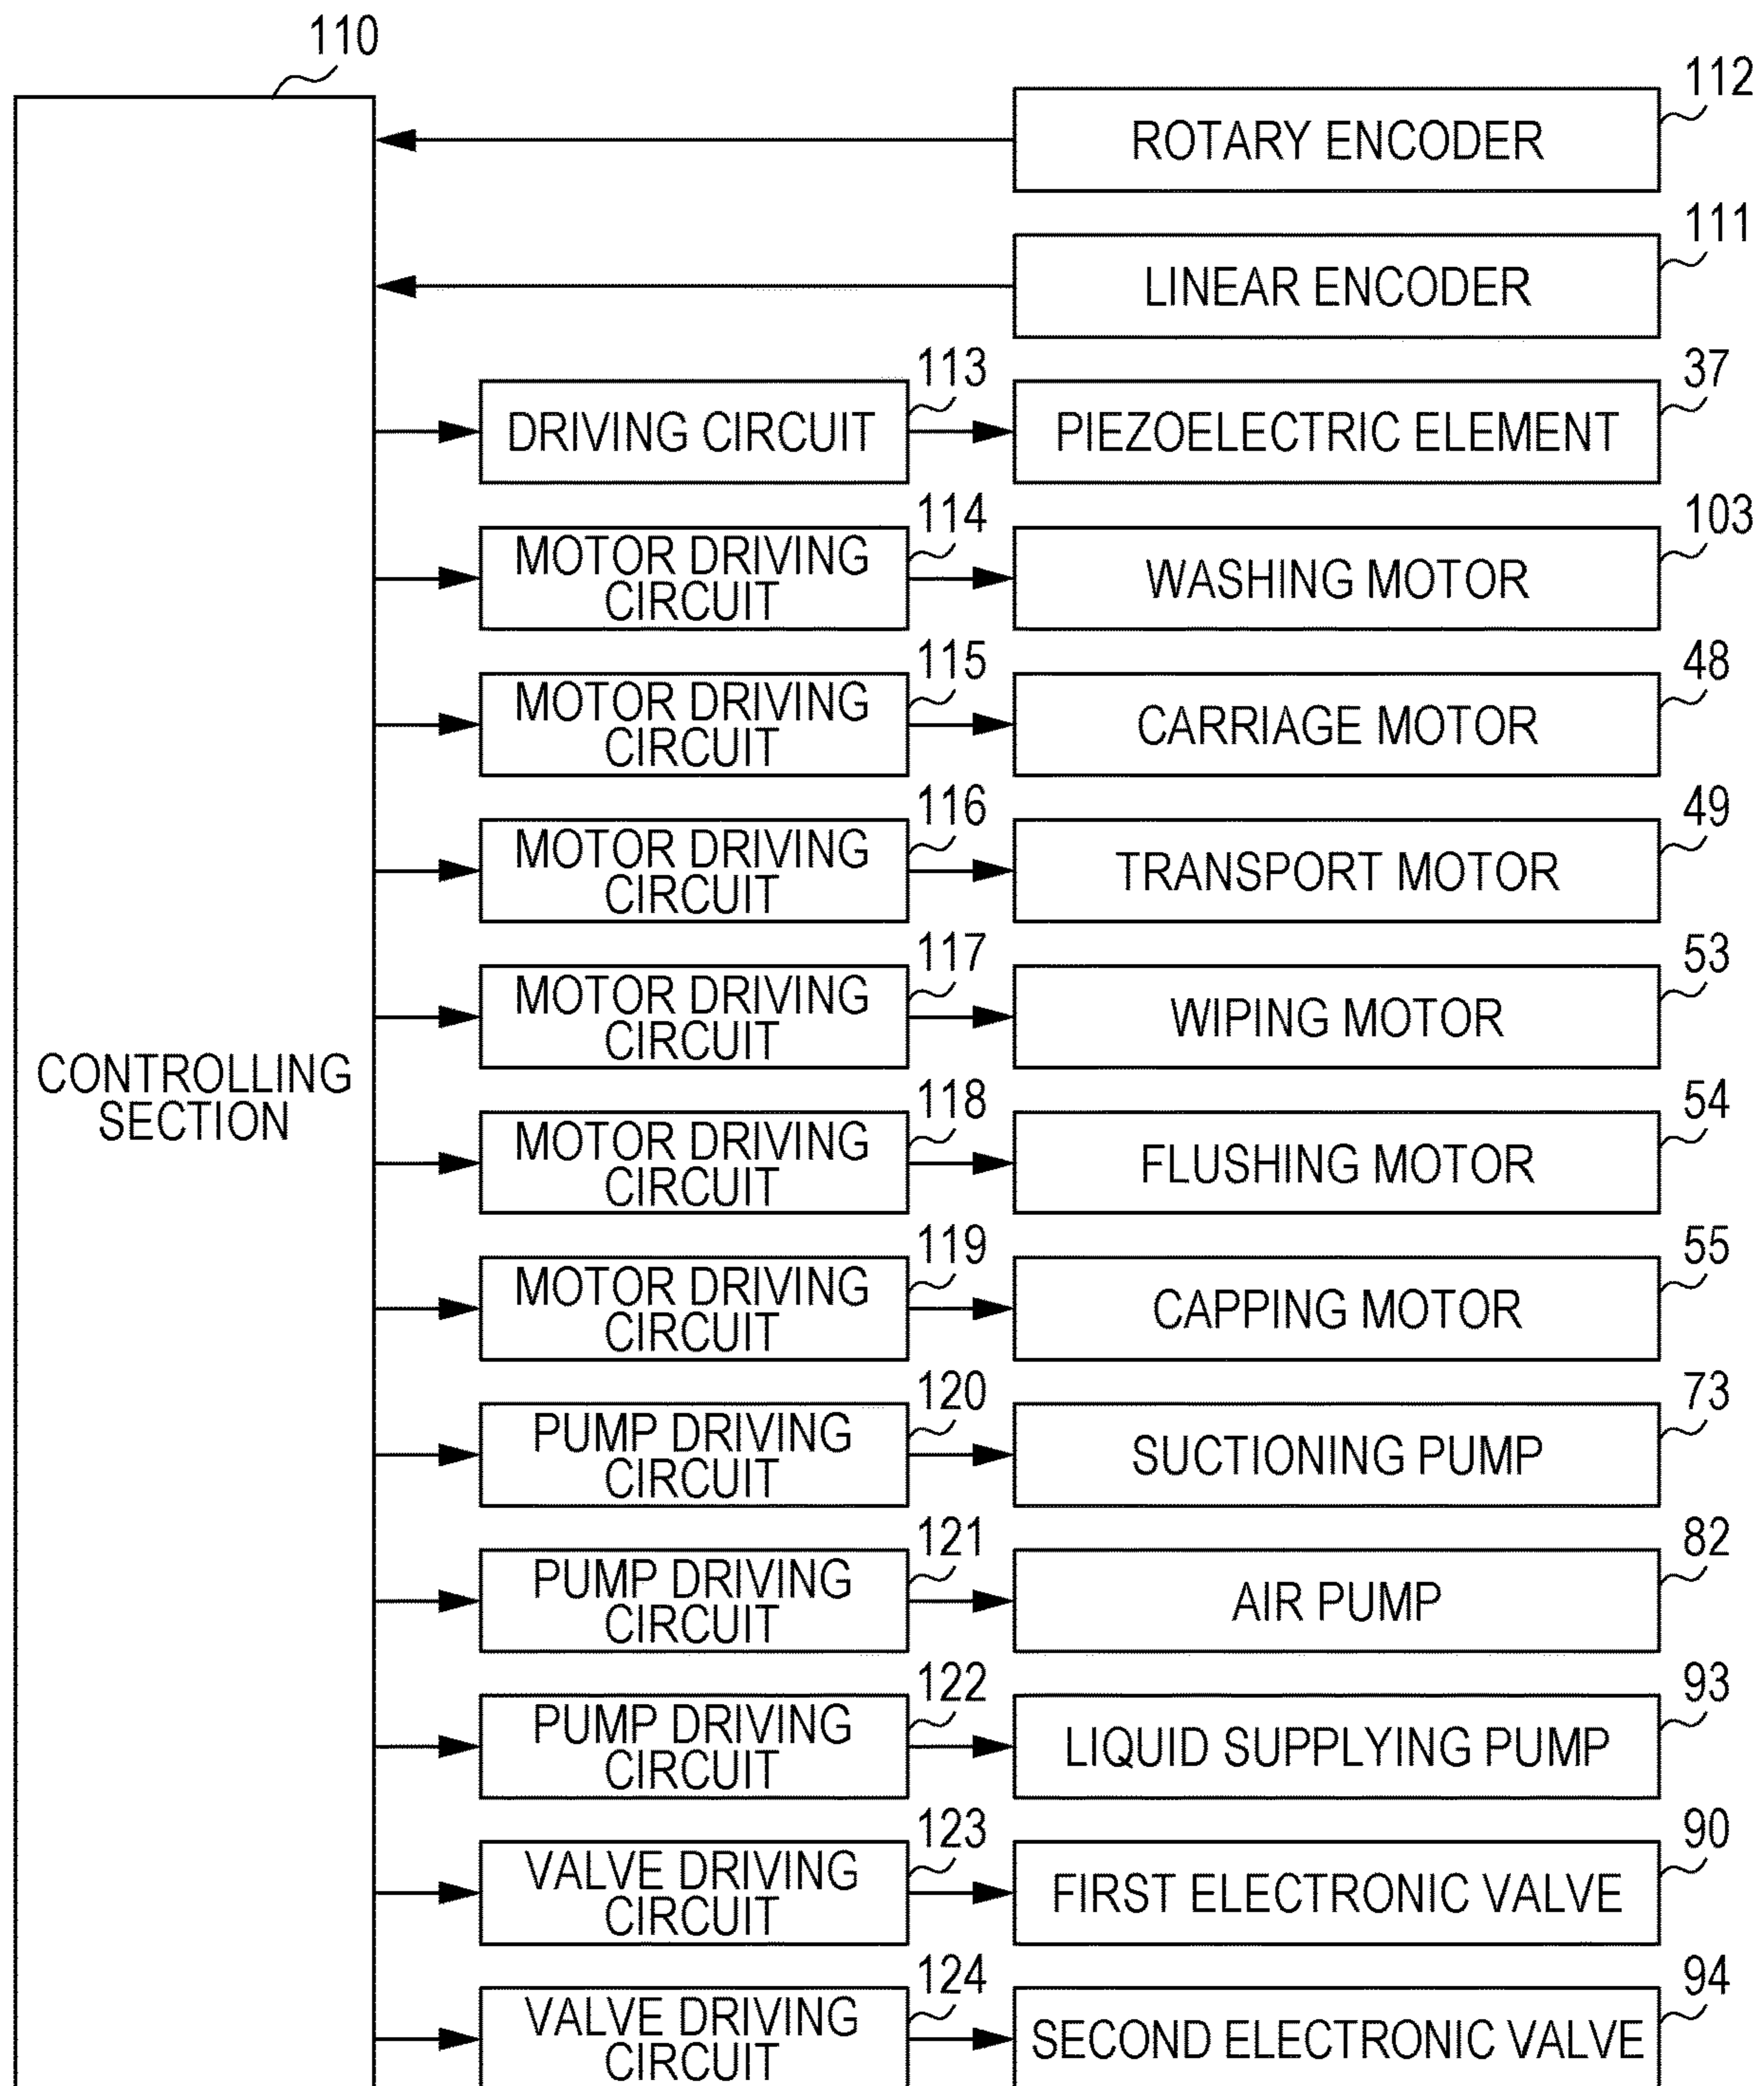 110
112
ROTARY ENCODER
111
LINEAR ENCODER
113
37
DRIVING CIRCUIT
PIEZOELECTRIC ELEMENT
114
103
MOTOR DRIVING
CIRCUIT
WASHING MOTOR
115
48
MOTOR DRIVING
CIRCUIT
CARRIAGE MOTOR
116
49
MOTOR DRIVING
CIRCUIT
TRANSPORT MOTOR
117
53
MOTOR DRIVING
CIRCUIT
WIPING MOTOR
CONTROLLING
SECTION
118
54
MOTOR DRIVING
CIRCUIT
FLUSHING MOTOR
119
55
MOTOR DRIVING
CIRCUIT
CAPPING MOTOR
120
73
PUMP DRIVING
CIRCUIT
SUCTIONING PUMP
121
82
PUMP DRIVING
CIRCUIT
AIR PUMP
122
93
PUMP DRIVING
CIRCUIT
LIQUID SUPPLYING PUMP
123
90
VALVE DRIVING
CIRCUIT
FIRST ELECTRONIC VALVE
124
94
VALVE DRIVING
CIRCUIT
SECOND ELECTRONIC VALVE